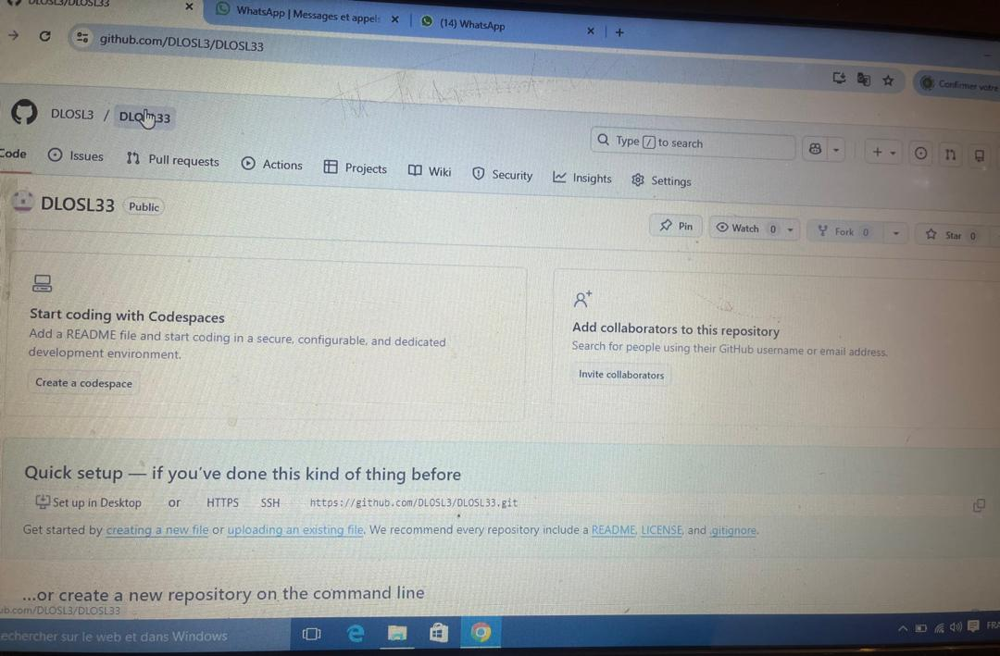 DLOSL3/DLOSL33
WhatsApp | Messages et appels
(14) WhatsApp
github.com/DLOSL3/DLOSL33
Confirmer votre
DLOSL3 / 33
Type / to search
Code Issues Pull requests Actions Projects Wiki Security Insights Settings
DLOSL33 Public
Pin Watch 0 Fork 0 Star 0
Start coding with Codespaces
Add a README file and start coding in a secure, configurable, and dedicated
development environment.
Create a codespace
Add collaborators to this repository
Search for people using their GitHub username or email address.
Invite collaborators
Quick setup — if you've done this kind of thing before
Set up in Desktop or HTTPS SSH https://github.com/DLOSL3/DLOSL33.git
Get started by creating a new file or uploading an existing file. We recommend every repository include a README, LICENSE, and .gitignore.
...or create a new repository on the command line
ub.com/DLOSL3/DLOSL33
echercher sur le web et dans Windows
FRA